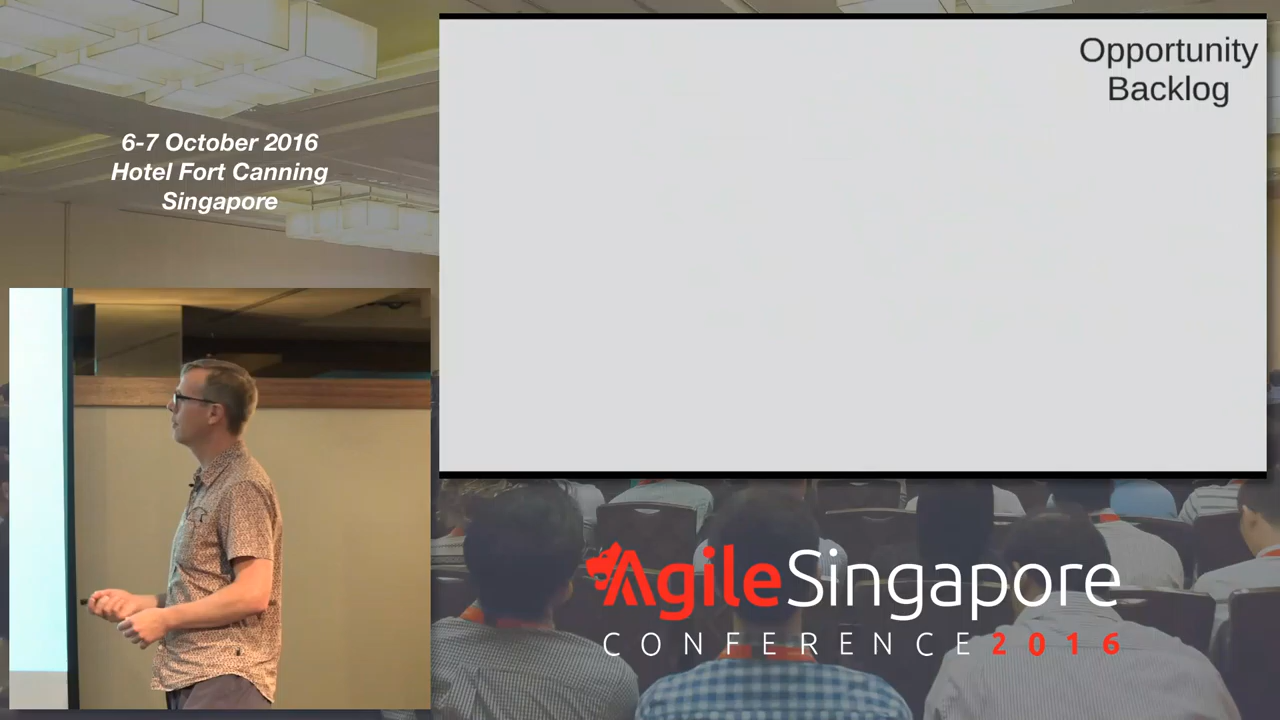 6-7 October 2016
Hotel Fort Canning
Singapore
Opportunity
Backlog
AgileSingapore
CONFERENCE 2016